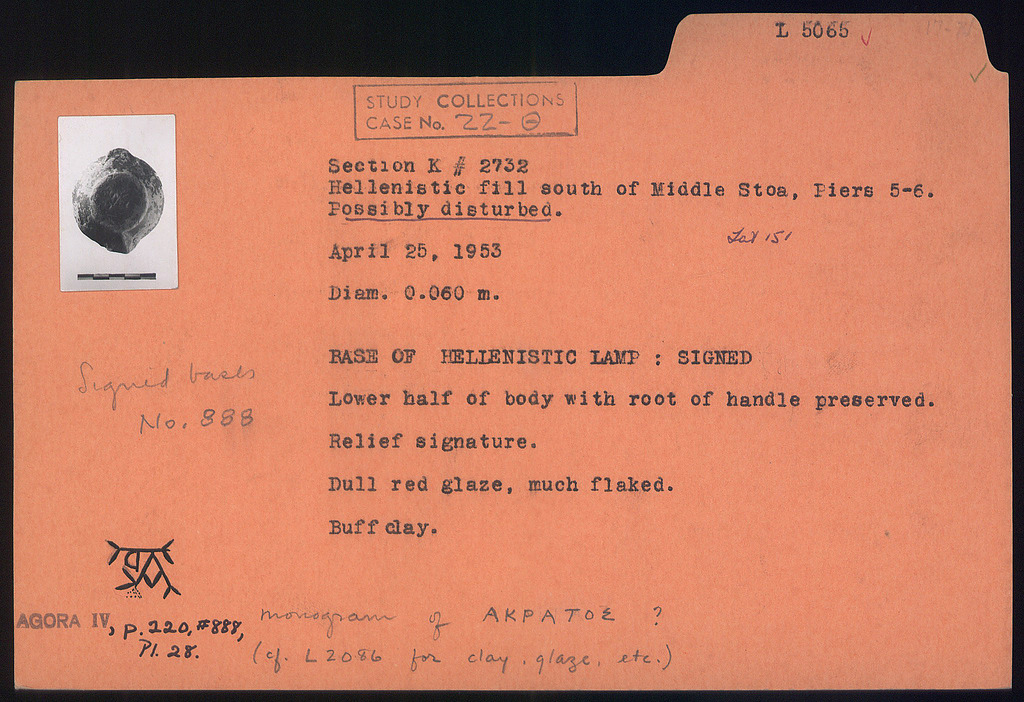 L 5065
STUDY COLLECTIONS
CASE No. 22-Θ
Section K # 2732
Hellenistic fill south of Middle Stoa, Piers 5-6.
Possibly disturbed.
Lot 151
April 25, 1953
Diam. 0.060 m.
BASE OF HELLENISTIC LAMP : SIGNED
Signed bases
No. 888
Lower half of body with root of handle preserved.
Relief signature.
Dull red glaze, much flaked.
Buff clay.
AGORA IV, p. 220, #888,
Pl. 28.
monogram of ΑΚΡΑΤΟΣ ?
(cf. L 2086 for clay, glaze, etc.)